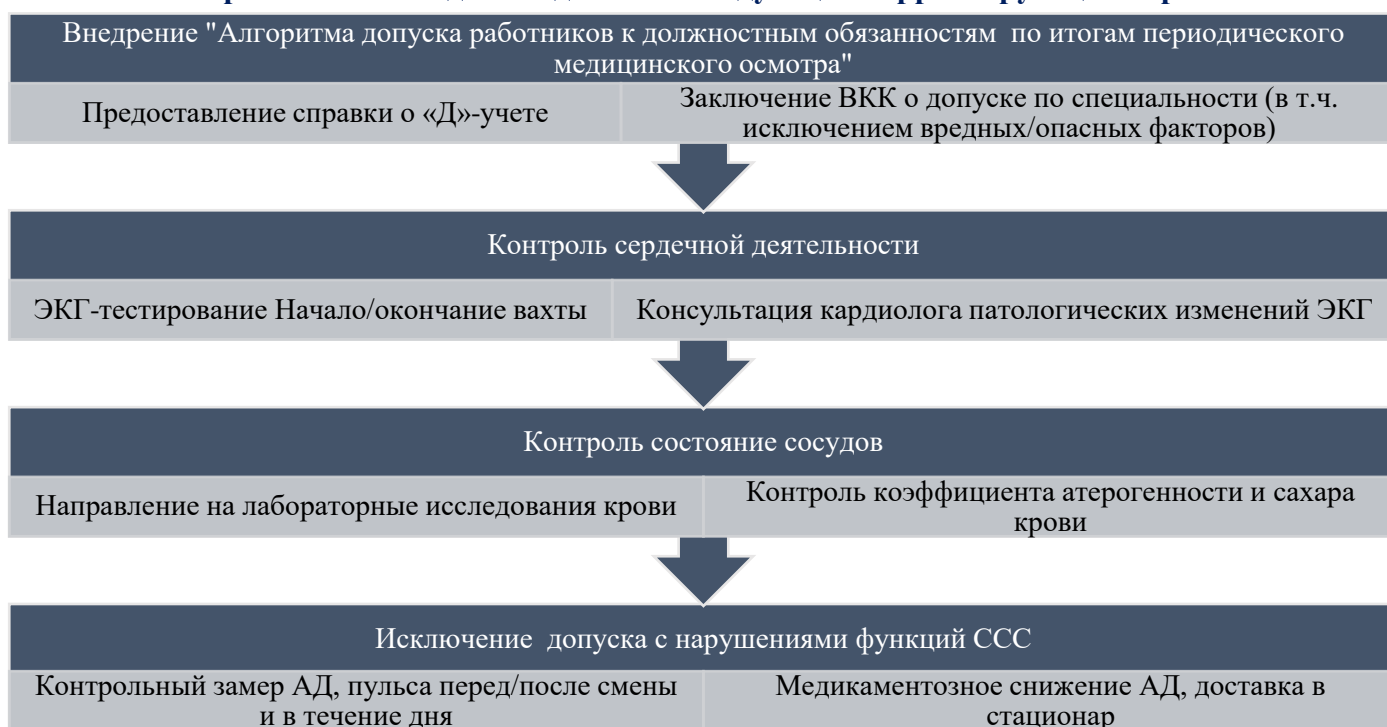 Внедрение "Алгоритма допуска работников к должностным обязанностям по итогам периодического
медицинского осмотра"
Предоставление справки о «Д»-учете
Заключение ВКК о допуске по специальности (в т.ч.
исключением вредных/опасных факторов)
Контроль сердечной деятельности
ЭКГ-тестирование Начало/окончание вахты
Консультация кардиолога патологических изменений ЭКГ
Контроль состояние сосудов
Направление на лабораторные исследования крови
Контроль коэффициента атерогенности и сахара
крови
Исключение допуска с нарушениями функций ССС
Контрольный замер АД, пульса перед/после смены
и в течение дня
Медикаментозное снижение АД, доставка в
стационар